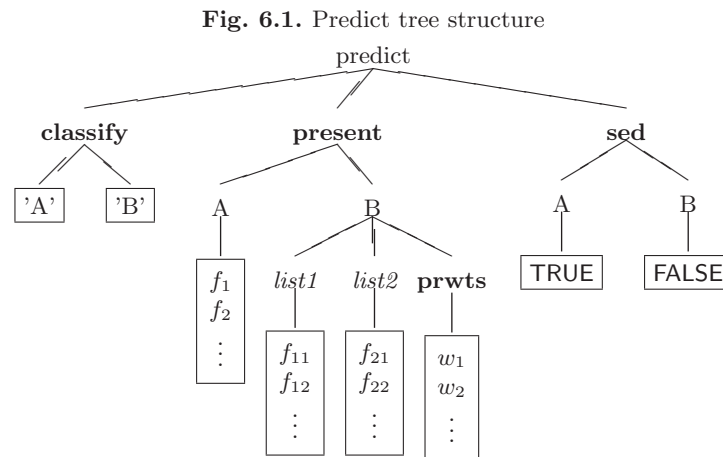 Fig. 6.1. Predict tree structure
predict
classify present sed
'A' 'B' A B A B
f1 list1 list2 prwts TRUE FALSE
f2
⋮ f11 f21 w1
f12 f22 w2
⋮ ⋮ ⋮